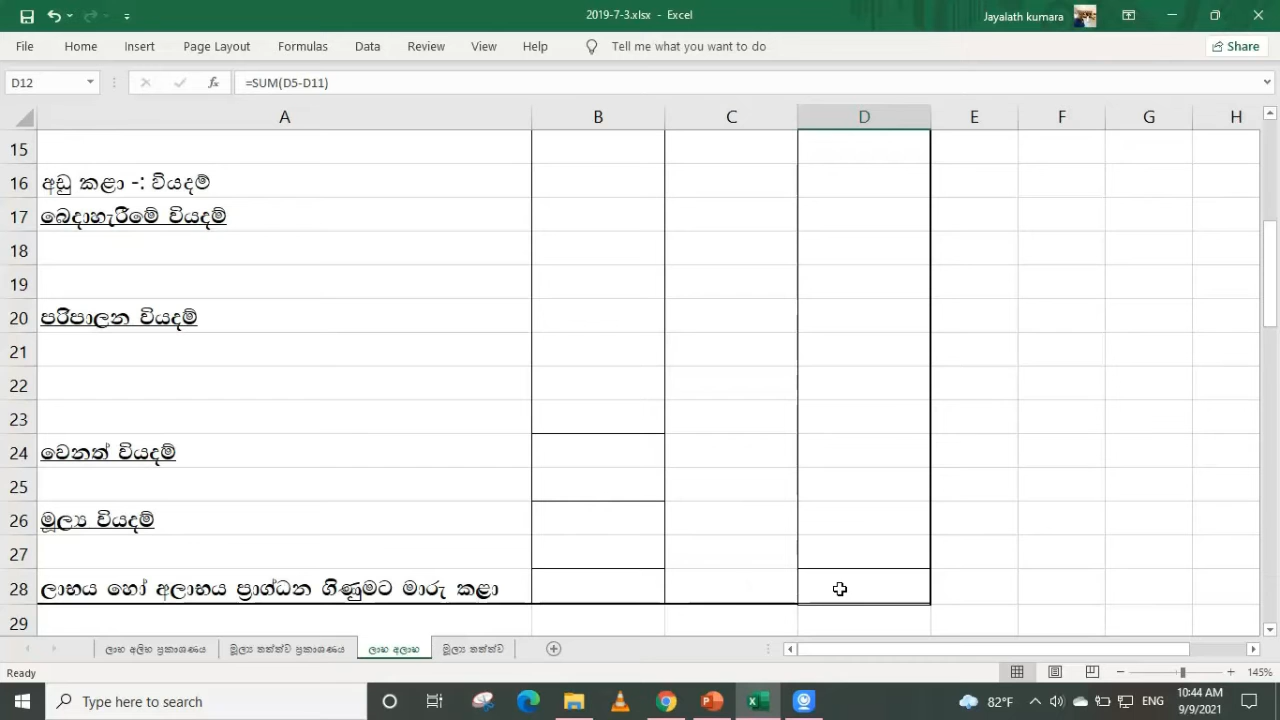 2019-7-3.xlsx - Excel
Jayalath kumara
File Home Insert Page Layout Formulas Data Review View Help Tell me what you want to do Share
D12 fx =SUM(D5-D11)
A B C D E F G H
15
16 අඩු කළා -: වියදම්
17 බෙදාහැරීමේ වියදම්
18
19
20 පරිපාලන වියදම්
21
22
23
24 වෙනත් වියදම්
25
26 මූල්‍ය වියදම්
27
28 ලාභය හෝ අලාභය ප්‍රාග්ධන ගිණුමට මාරු කළා
29
ලාභ අලිභ ප්‍රකාශණය මූල්‍ය තත්ත්ව ප්‍රකාශණය ලාභ අලාභ මූල්‍ය තත්ත්ව
Ready 145%
Type here to search 82°F ENG 10:44 AM
9/9/2021